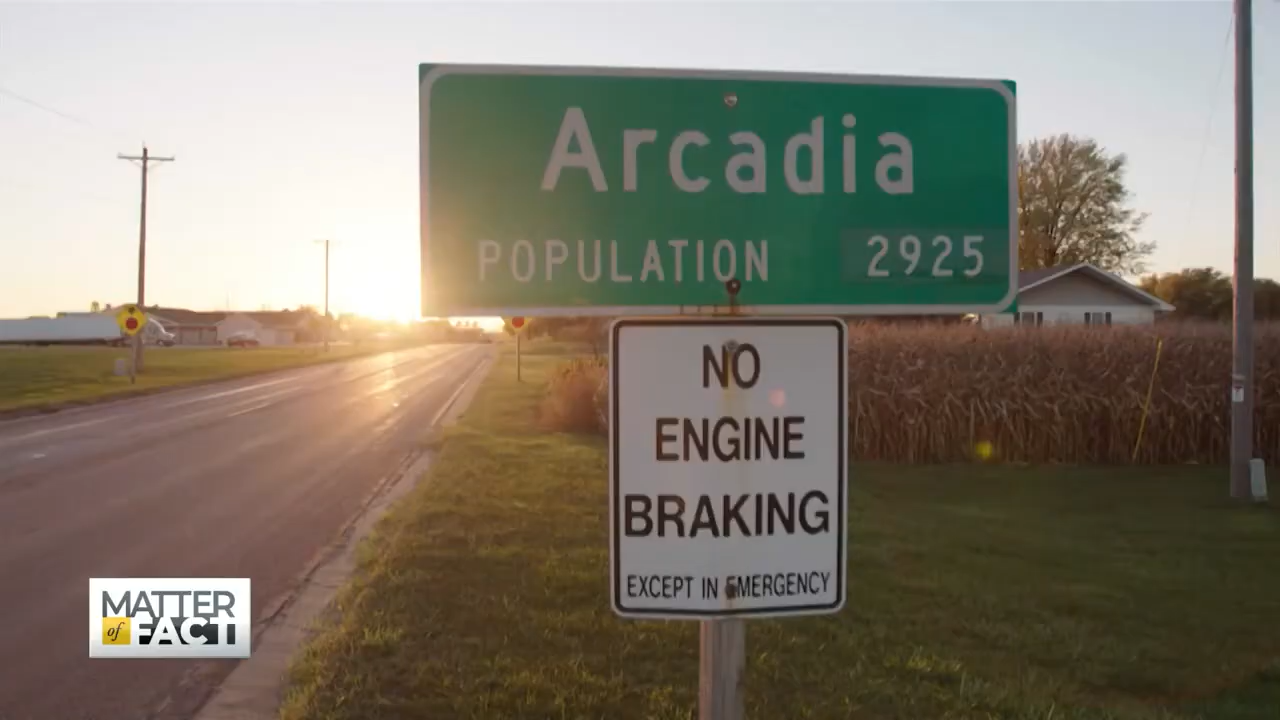 Arcadia
POPULATION 2925
NO
ENGINE
BRAKING
EXCEPT IN EMERGENCY
MATTER
of FACT